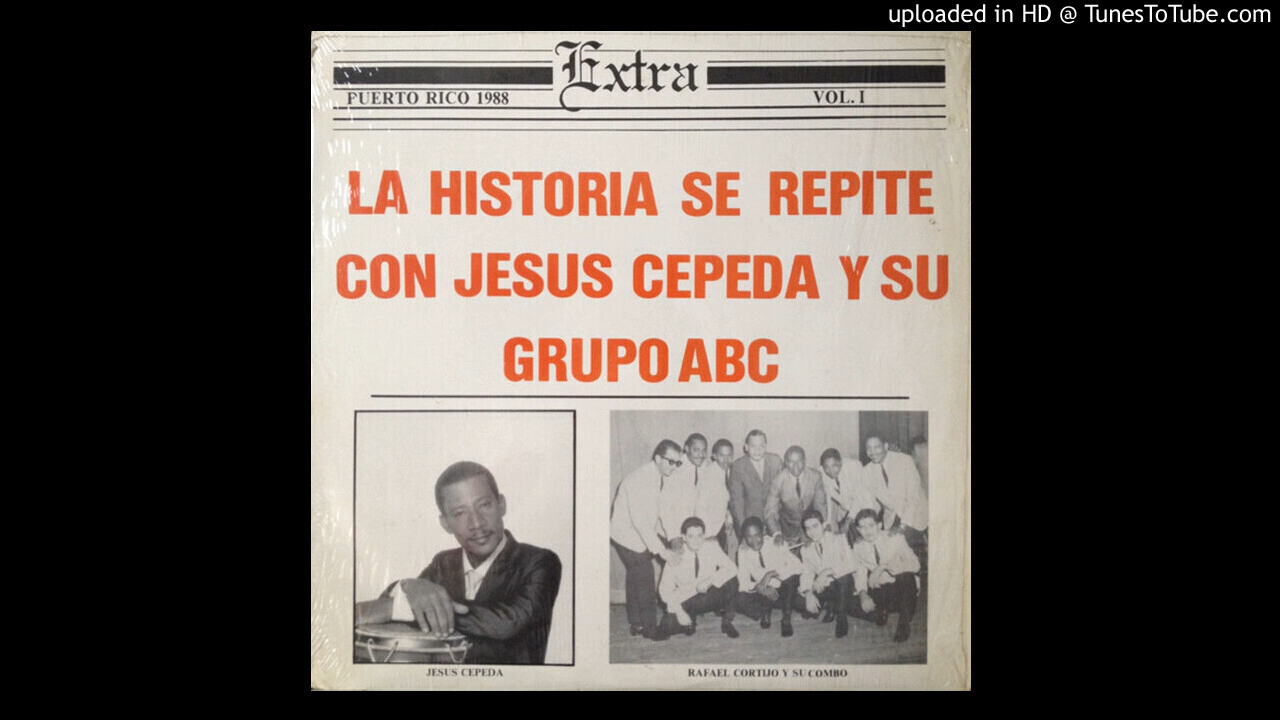 uploaded in HD @ TunesToTube.com
Extra
PUERTO RICO 1988 VOL. I
LA HISTORIA SE REPITE
CON JESUS CEPEDA Y SU
GRUPO ABC
JESUS CEPEDA
RAFAEL CORTIJO Y SU COMBO